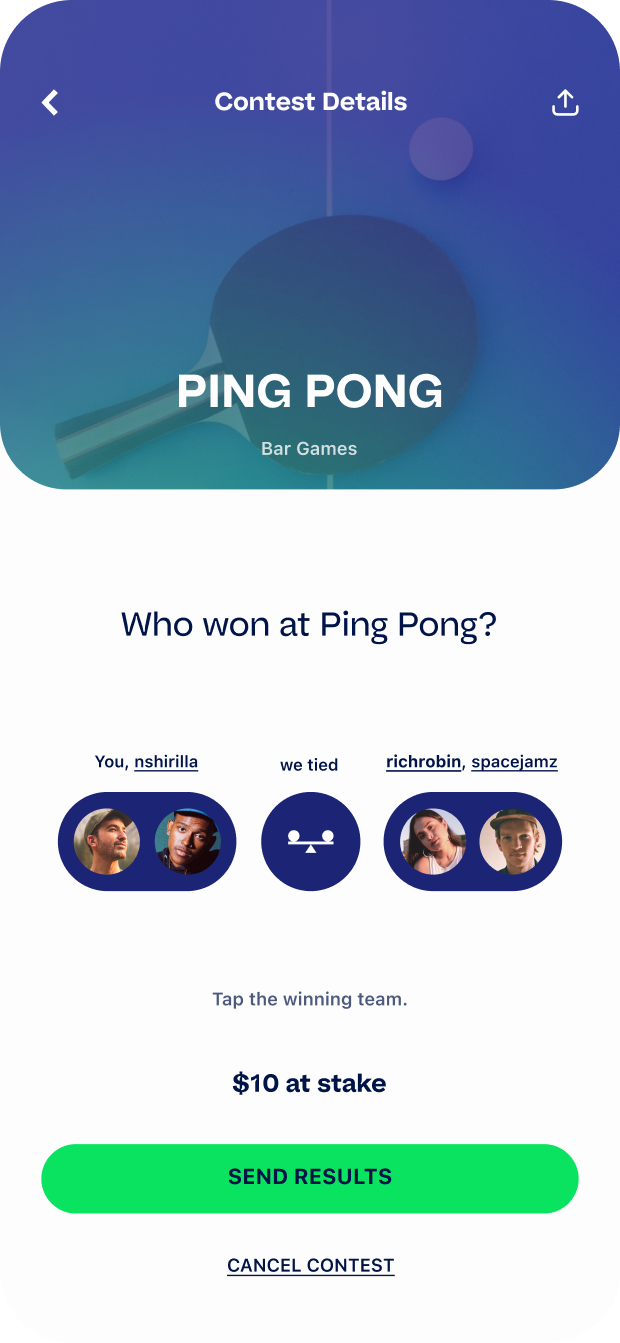 Contest Details
PING PONG
Bar Games
Who won at Ping Pong?
You, nshirilla
we tied
richrobin, spacejamz
Tap the winning team.
$10 at stake
SEND RESULTS
CANCEL CONTEST